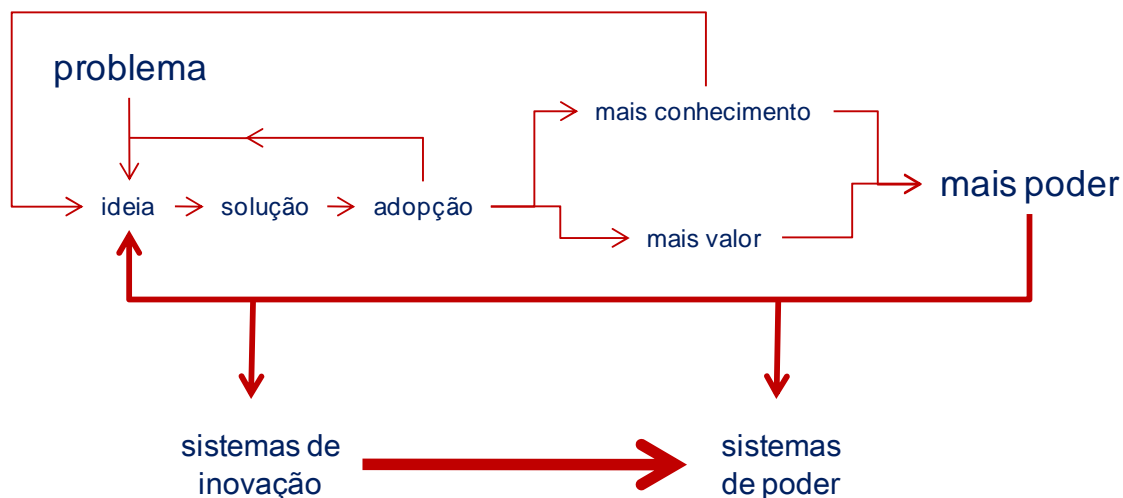 problema
mais conhecimento
mais poder
ideia
solução
adopção
mais valor
sistemas de
inovação
sistemas
de poder